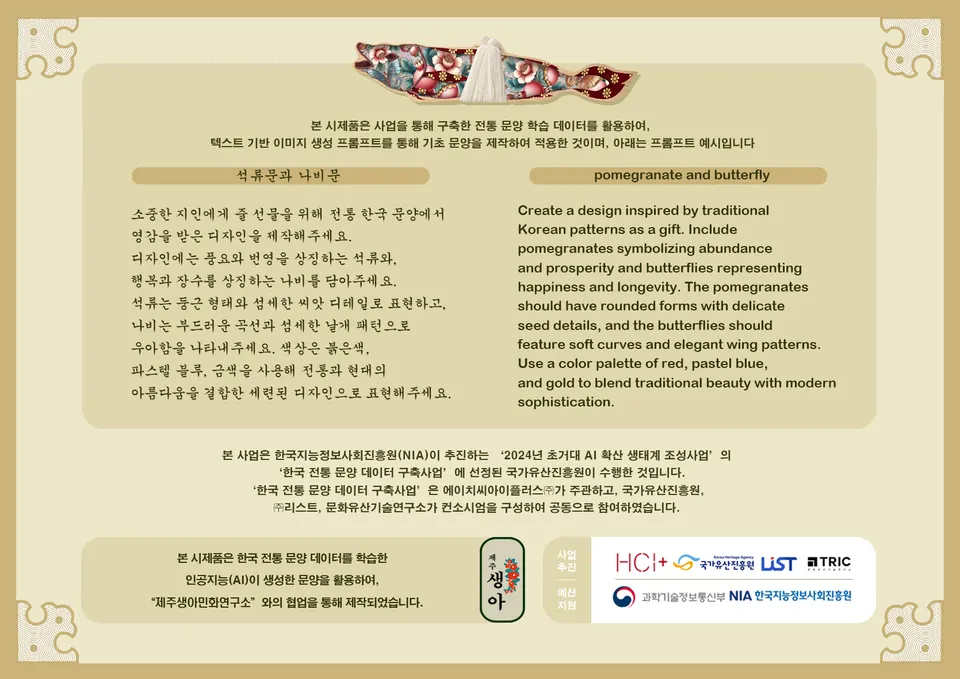 본 시제품은 사업을 통해 구축한 전통 문양 학습 데이터를 활용하여,
텍스트 기반 이미지 생성 프롬프트를 통해 기초 문양을 제작하여 적용한 것이며, 아래는 프롬프트 예시입니다
석류문과 나비문
소중한 지인에게 줄 선물을 위해 전통 한국 문양에서
영감을 받은 디자인을 제작해주세요.
디자인에는 풍요와 번영을 상징하는 석류와,
행복과 장수를 상징하는 나비를 담아주세요.
석류는 둥근 형태와 섬세한 씨앗 디테일로 표현하고,
나비는 부드러운 곡선과 섬세한 날개 패턴으로
우아함을 나타내주세요. 색상은 붉은색,
파스텔 블루, 금색을 사용해 전통과 현대의
아름다움을 결합한 세련된 디자인으로 표현해주세요.
pomegranate and butterfly
Create a design inspired by traditional
Korean patterns as a gift. Include
pomegranates symbolizing abundance
and prosperity and butterflies representing
happiness and longevity. The pomegranates
should have rounded forms with delicate
seed details, and the butterflies should
feature soft curves and elegant wing patterns.
Use a color palette of red, pastel blue,
and gold to blend traditional beauty with modern
sophistication.
본 사업은 한국지능정보사회진흥원(NIA)이 추진하는 ‘2024년 초거대 AI 확산 생태계 조성사업’의
‘한국 전통 문양 데이터 구축사업’에 선정된 국가유산진흥원이 수행한 것입니다.
‘한국 전통 문양 데이터 구축사업’은 에이치씨아이플러스㈜가 주관하고, 국가유산진흥원,
㈜리스트, 문화유산기술연구소가 컨소시엄을 구성하여 공동으로 참여하였습니다.
본 시제품은 한국 전통 문양 데이터를 학습한
인공지능(AI)이 생성한 문양을 활용하여,
“제주생아민화연구소”와의 협업을 통해 제작되었습니다.
제주
생아
사업
추진
HCI+
Korea Heritage Agency
국가유산진흥원
LIST
TRIC
예산
지원
과학기술정보통신부
NIA 한국지능정보사회진흥원